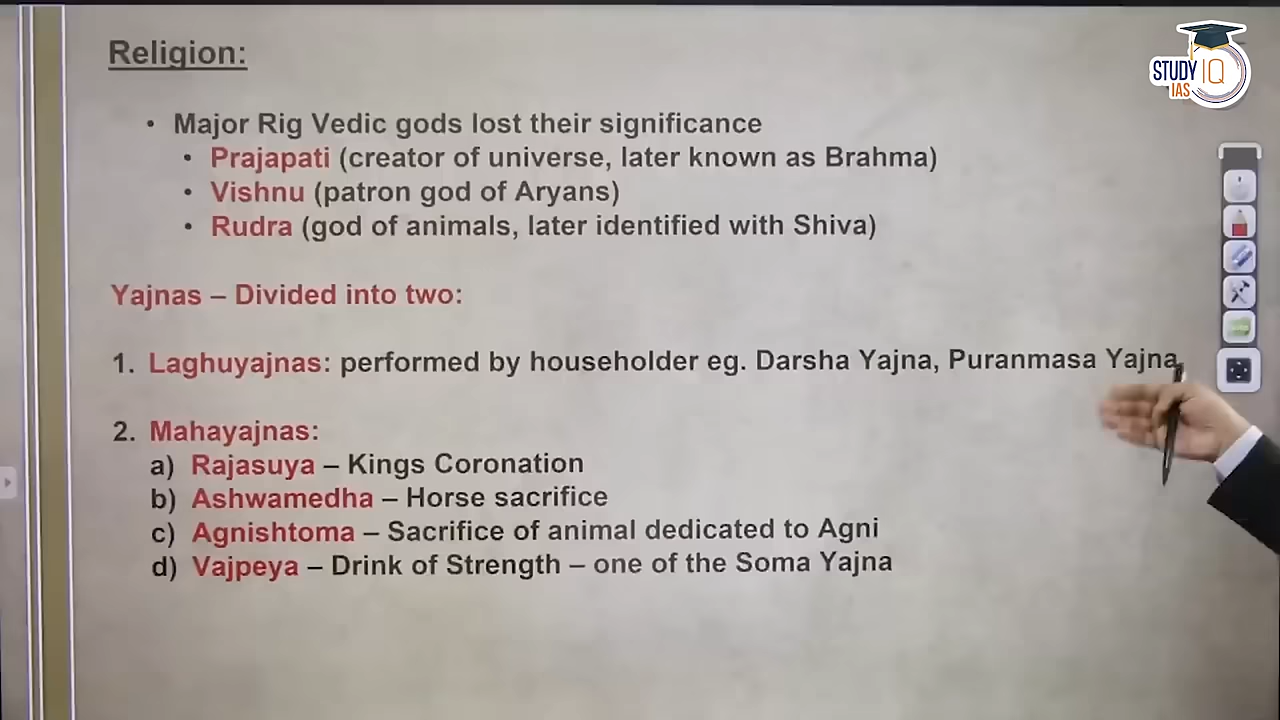 Religion:
STUDY IQ
IAS
• Major Rig Vedic gods lost their significance
• Prajapati (creator of universe, later known as Brahma)
• Vishnu (patron god of Aryans)
• Rudra (god of animals, later identified with Shiva)
Yajnas – Divided into two:
1. Laghuyajnas: performed by householder eg. Darsha Yajna, Puranmasa Yajna,
2. Mahayajnas:
a) Rajasuya – Kings Coronation
b) Ashwamedha – Horse sacrifice
c) Agnishtoma – Sacrifice of animal dedicated to Agni
d) Vajpeya – Drink of Strength – one of the Soma Yajna